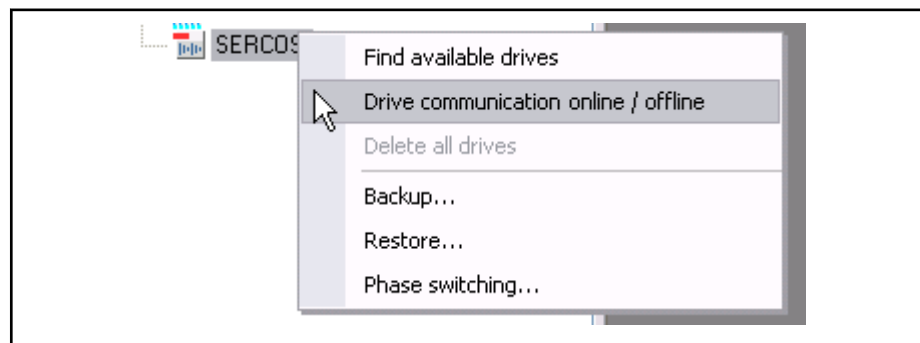 SERCOS
Find available drives
Drive communication online / offline
Delete all drives
Backup...
Restore...
Phase switching...